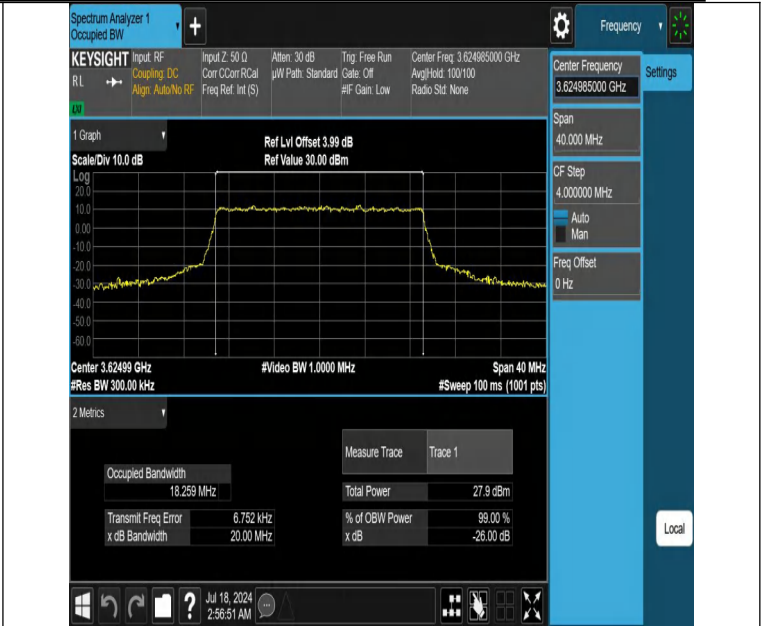 Spectrum Analyzer 1
Occupied BW
+
Frequency
KEYSIGHT
RL
LXI
Input: RF
Coupling: DC
Align: Auto/No RF
Input Z: 50 Ω
Corr CCorr RCal
Freq Ref: Int (S)
Atten: 30 dB
µW Path: Standard
Trig: Free Run
Gate: Off
#IF Gain: Low
Center Freq: 3.624985000 GHz
Avg|Hold: 100/100
Radio Std: None
Center Frequency
3.624985000 GHz
Settings
Span
40.000 MHz
CF Step
4.000000 MHz
Auto
Man
Freq Offset
0 Hz
1 Graph
Scale/Div 10.0 dB
Ref Lvl Offset 3.99 dB
Ref Value 30.00 dBm
Log
20.0
10.0
0.00
-10.0
-20.0
-30.0
-40.0
-50.0
-60.0
Center 3.62499 GHz
#Video BW 1.0000 MHz
Span 40 MHz
#Res BW 300.00 kHz
#Sweep 100 ms (1001 pts)
2 Metrics
Measure Trace Trace 1
Occupied Bandwidth
18.259 MHz
Total Power 27.9 dBm
Transmit Freq Error 6.752 kHz
% of OBW Power 99.00 %
x dB Bandwidth 20.00 MHz
x dB -26.00 dB
Local
?
Jul 18, 2024
2:56:51 AM